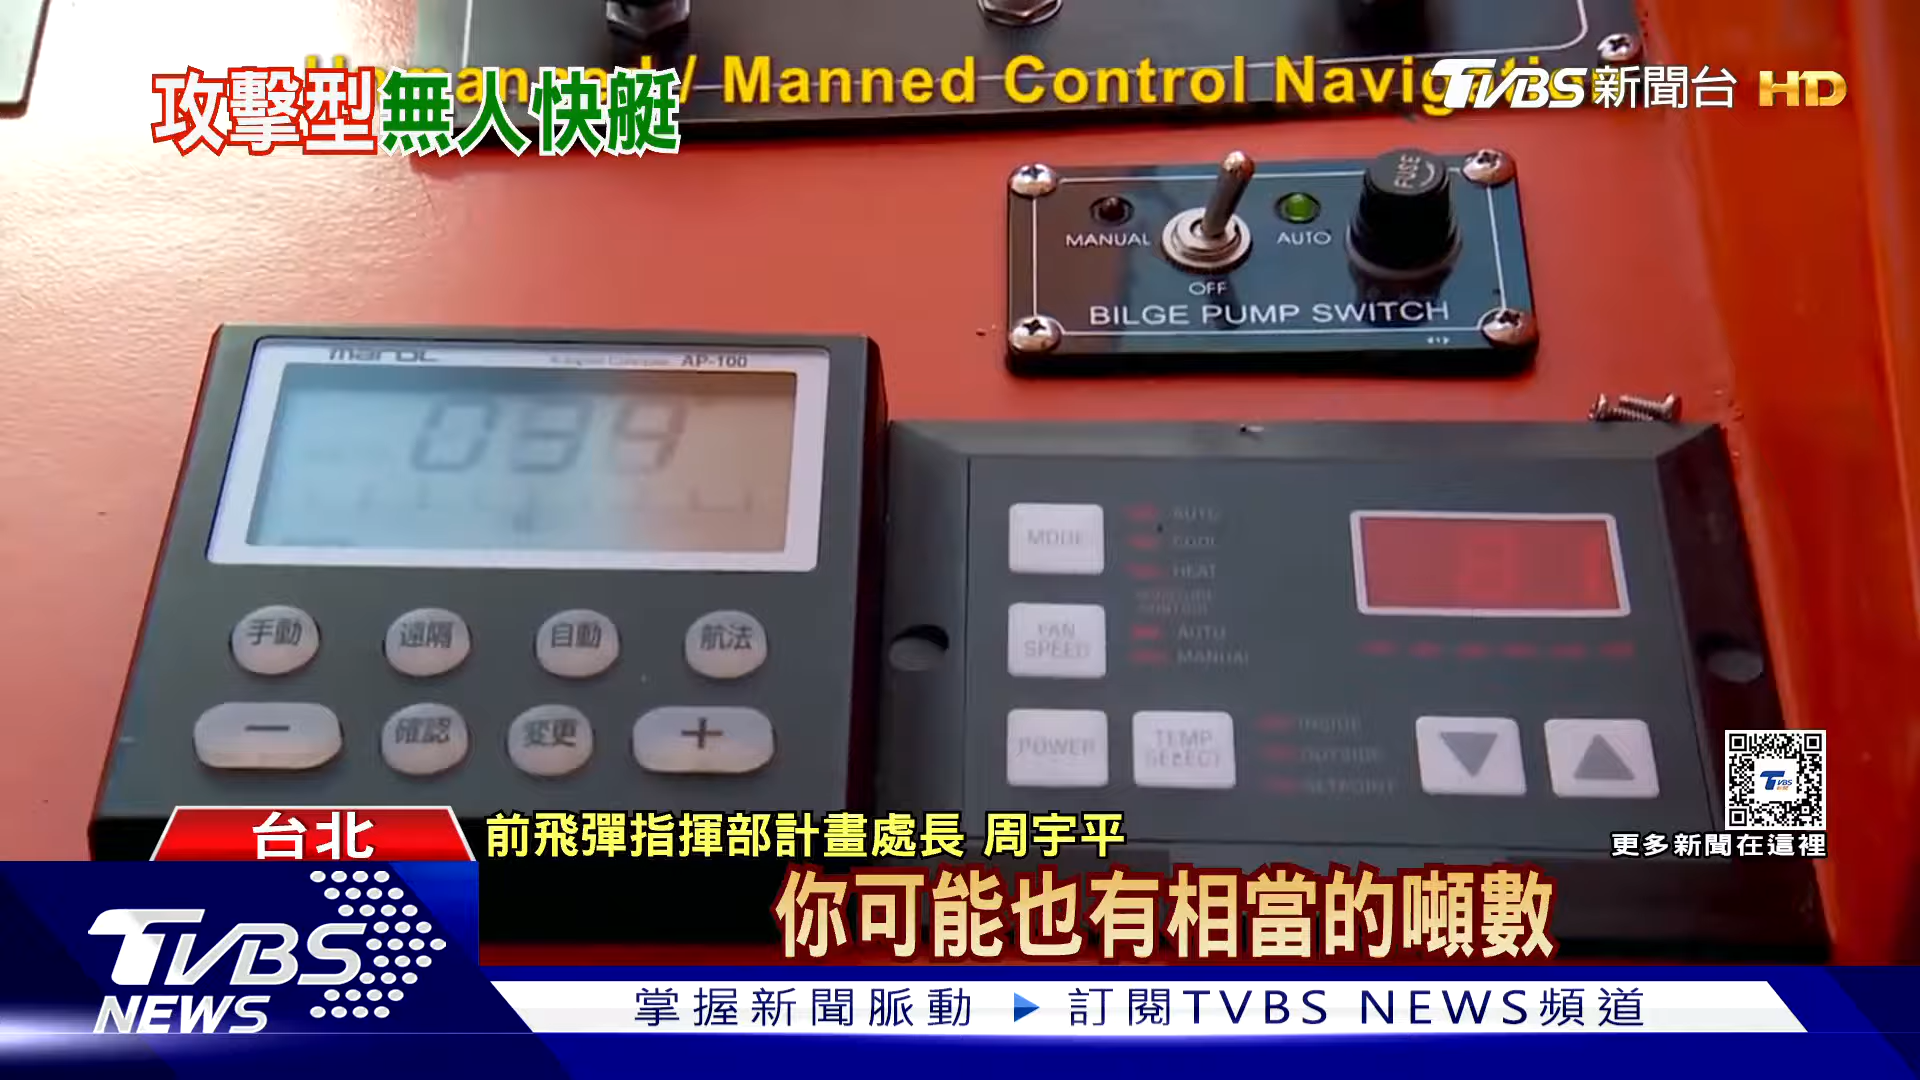 / Manned Control Navigation
攻擊型無人快艇
TVBS新聞台 HD
FUSE
MANUAL
AUTO
OFF
BILGE PUMP SWITCH
marol
AP-100
039
手動
遠隔
自動
航法
−
確認
変更
+
MODE
AUTO
COOL
HEAT
FAN SPEED
AUTO
MANUAL
POWER
TEMP SELECT
INSIDE
OUTSIDE
SETPOINT
更多新聞在這裡
台北
前飛彈指揮部計畫處長 周宇平
你可能也有相當的噸數
TVBS NEWS
掌握新聞脈動 ▶ 訂閱TVBS NEWS頻道